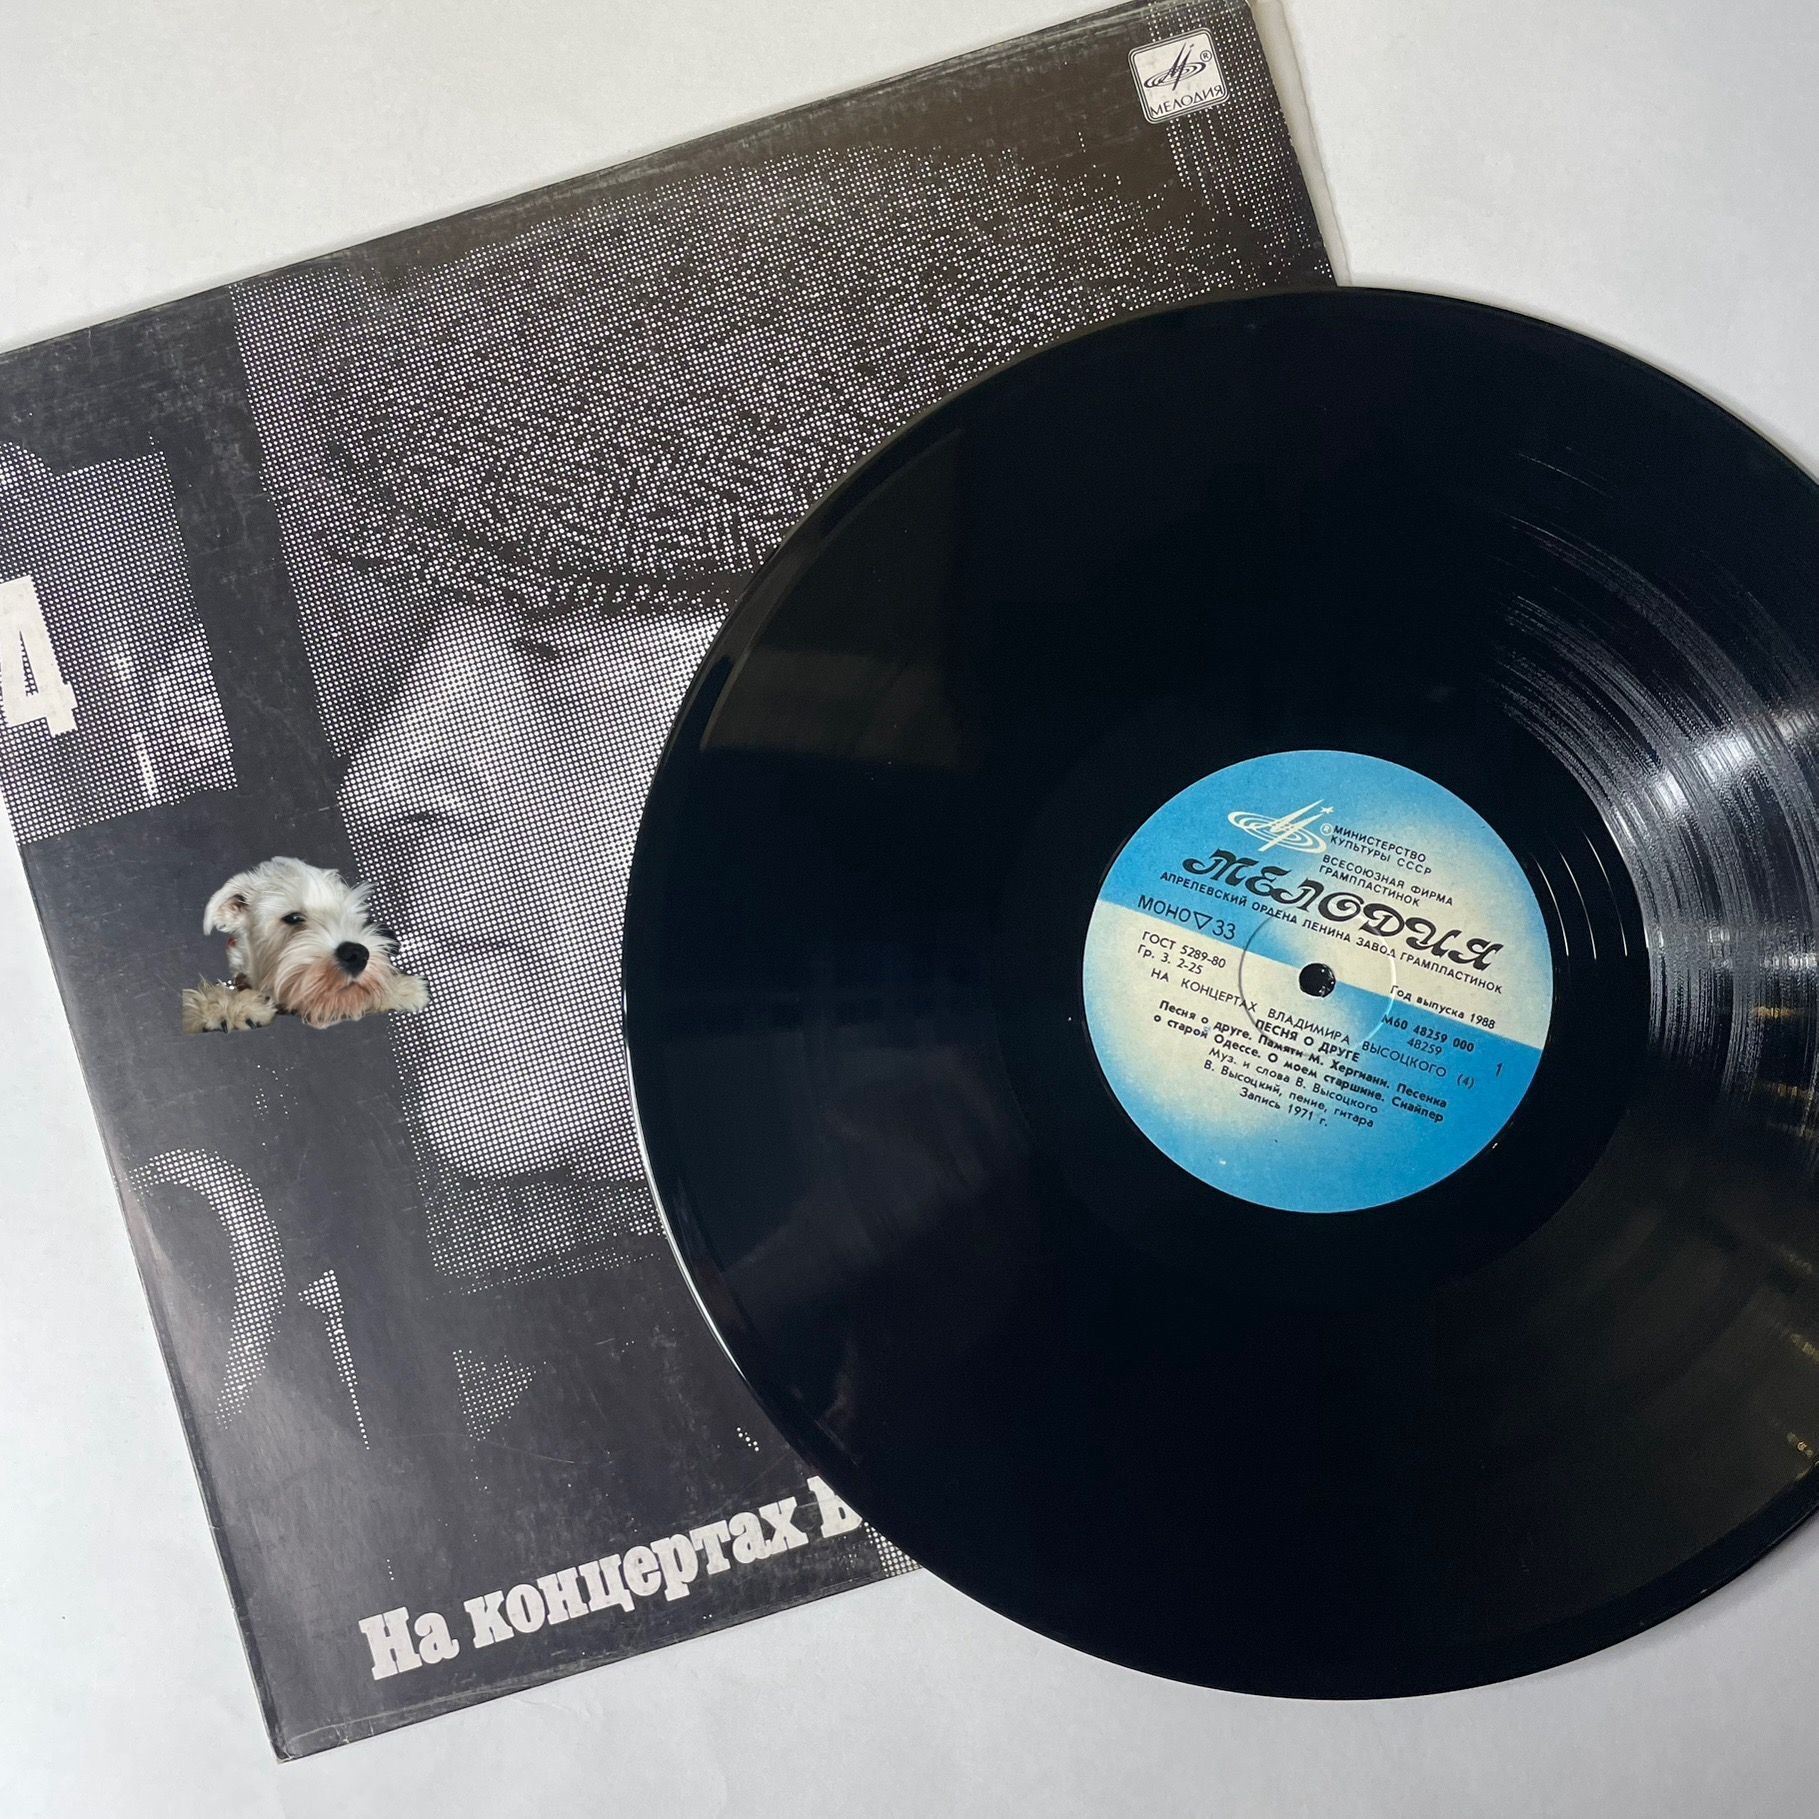 МЕЛОДИЯ
4
На концертах В
МИНИСТЕРСТВО
КУЛЬТУРЫ СССР
ВСЕСОЮЗНАЯ ФИРМА
ГРАМПЛАСТИНОК
МЕЛОДИЯ
АПРЕЛЕВСКИЙ ОРДЕНА ЛЕНИНА ЗАВОД ГРАМПЛАСТИНОК
МОНО▽33
ГОСТ 5289-80
Гр. 3. 2-25
Год выпуска 1988
М60 48259 000
48259
1
НА КОНЦЕРТАХ ВЛАДИМИРА ВЫСОЦКОГО (4)
ПЕСНЯ О ДРУГЕ
Песня о друге. Памяти М. Хергиани. Песенка
о старой Одессе. О моем старшине. Снайпер
Муз. и слова В. Высоцкого
В. Высоцкий, пение, гитара
Запись 1971 г.